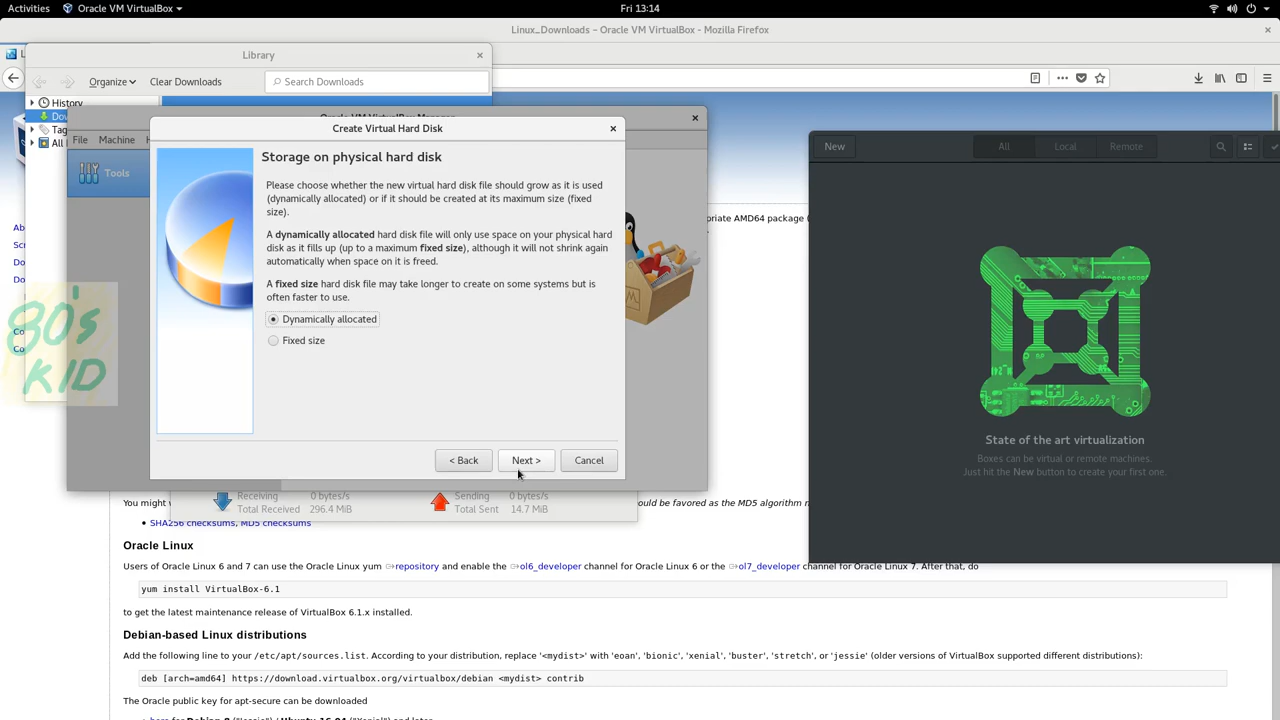 Activities
Oracle VM VirtualBox
Fri 13:14
Linux_Downloads – Oracle VM VirtualBox - Mozilla Firefox
Library
Organize
Clear Downloads
Search Downloads
History
File
Machine
Tools
Create Virtual Hard Disk
Storage on physical hard disk
Please choose whether the new virtual hard disk file should grow as it is used
(dynamically allocated) or if it should be created at its maximum size (fixed
size).
A dynamically allocated hard disk file will only use space on your physical hard
disk as it fills up (up to a maximum fixed size), although it will not shrink again
automatically when space on it is freed.
A fixed size hard disk file may take longer to create on some systems but is
often faster to use.
Dynamically allocated
Fixed size
< Back
Next >
Cancel
80's
KID
New
All
Local
Remote
State of the art virtualization
Boxes can be virtual or remote machines.
Just hit the New button to create your first one.
AMD64 package (
Receiving 0 bytes/s
Total Received 296.4 MiB
Sending 0 bytes/s
Total Sent 14.7 MiB
You might
ould be favored as the MD5 algorithm
SHA256 checksums, MD5 checksums
Oracle Linux
Users of Oracle Linux 6 and 7 can use the Oracle Linux yum repository and enable the ol6_developer channel for Oracle Linux 6 or the ol7_developer channel for Oracle Linux 7. After that, do
yum install VirtualBox-6.1
to get the latest maintenance release of VirtualBox 6.1.x installed.
Debian-based Linux distributions
Add the following line to your /etc/apt/sources.list. According to your distribution, replace '<mydist>' with 'eoan', 'bionic', 'xenial', 'buster', 'stretch', or 'jessie' (older versions of VirtualBox supported different distributions):
deb [arch=amd64] https://download.virtualbox.org/virtualbox/debian <mydist> contrib
The Oracle public key for apt-secure can be downloaded